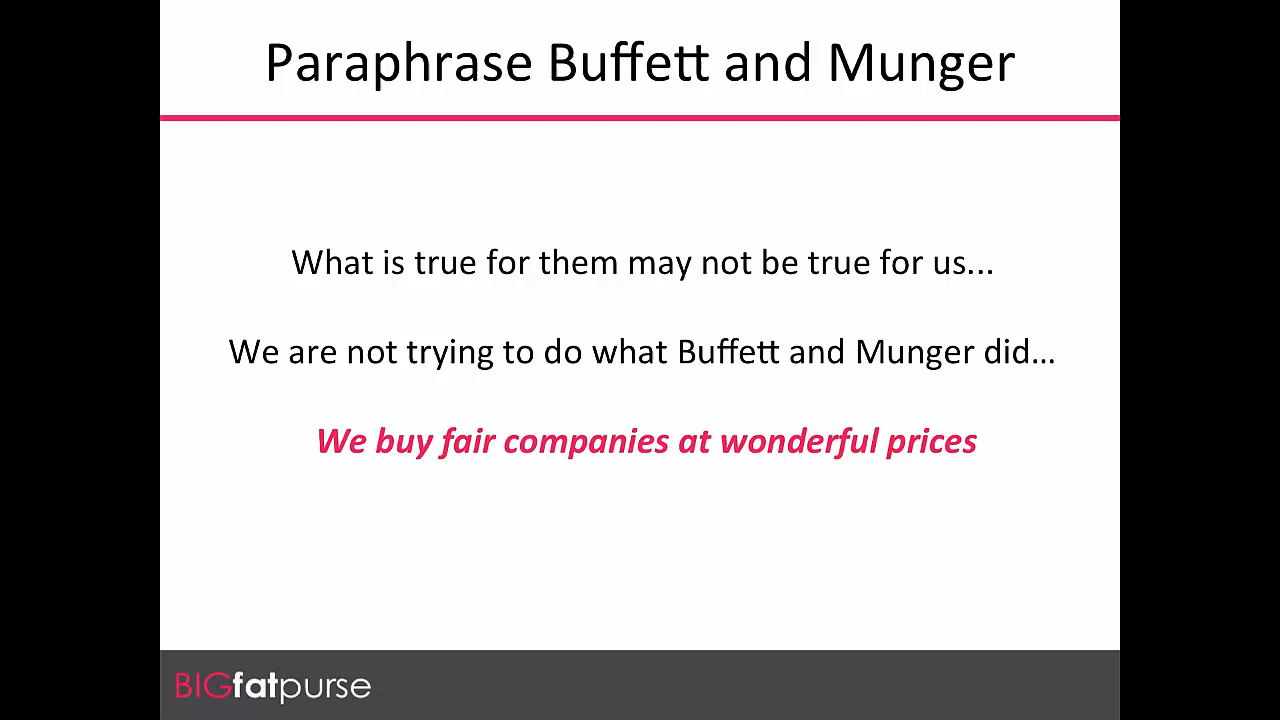 Paraphrase Buffett and Munger
What is true for them may not be true for us...
We are not trying to do what Buffett and Munger did...
We buy fair companies at wonderful prices
BIGfatpurse